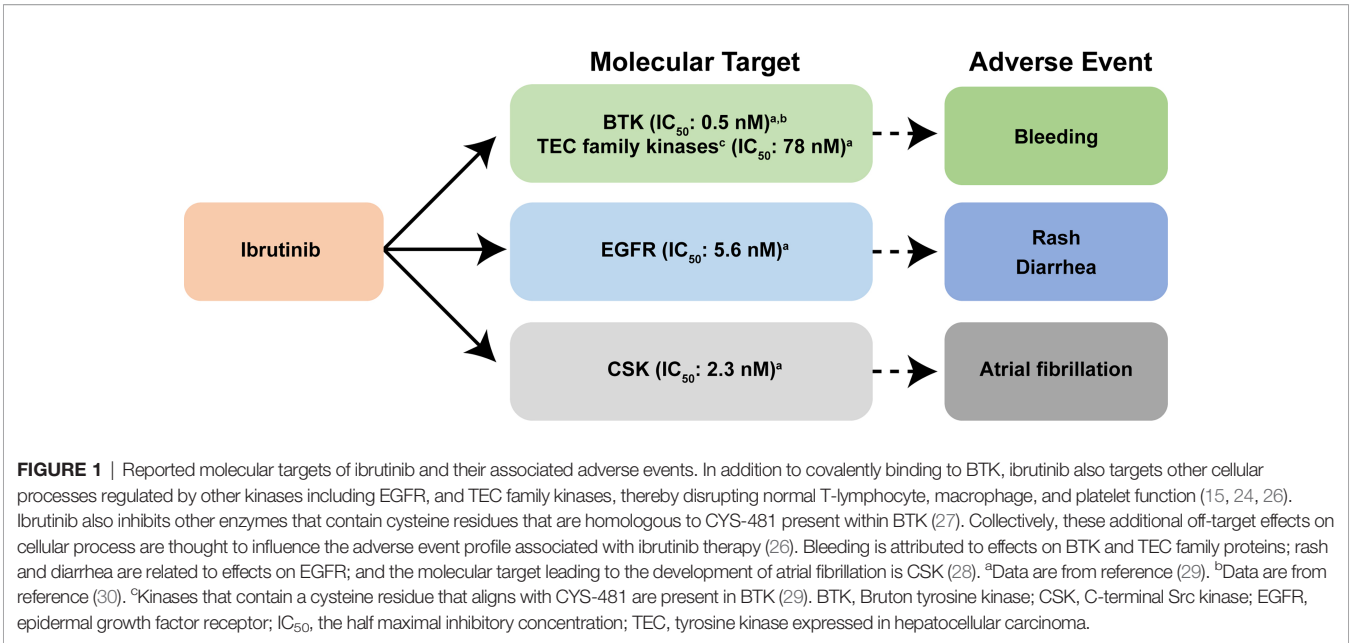 Molecular Target
Adverse Event
Ibrutinib
BTK (IC₅₀: 0.5 nM)ᵃ,ᵇ
TEC family kinasesᶜ (IC₅₀: 78 nM)ᵃ
Bleeding
EGFR (IC₅₀: 5.6 nM)ᵃ
Rash
Diarrhea
CSK (IC₅₀: 2.3 nM)ᵃ
Atrial fibrillation
FIGURE 1 | Reported molecular targets of ibrutinib and their associated adverse events. In addition to covalently binding to BTK, ibrutinib also targets other cellular
processes regulated by other kinases including EGFR, and TEC family kinases, thereby disrupting normal T-lymphocyte, macrophage, and platelet function (15, 24, 26).
Ibrutinib also inhibits other enzymes that contain cysteine residues that are homologous to CYS-481 present within BTK (27). Collectively, these additional off-target effects on
cellular process are thought to influence the adverse event profile associated with ibrutinib therapy (26). Bleeding is attributed to effects on BTK and TEC family proteins; rash
and diarrhea are related to effects on EGFR; and the molecular target leading to the development of atrial fibrillation is CSK (28). ᵃData are from reference (29). ᵇData are from
reference (30). ᶜKinases that contain a cysteine residue that aligns with CYS-481 are present in BTK (29). BTK, Bruton tyrosine kinase; CSK, C-terminal Src kinase; EGFR,
epidermal growth factor receptor; IC₅₀, the half maximal inhibitory concentration; TEC, tyrosine kinase expressed in hepatocellular carcinoma.